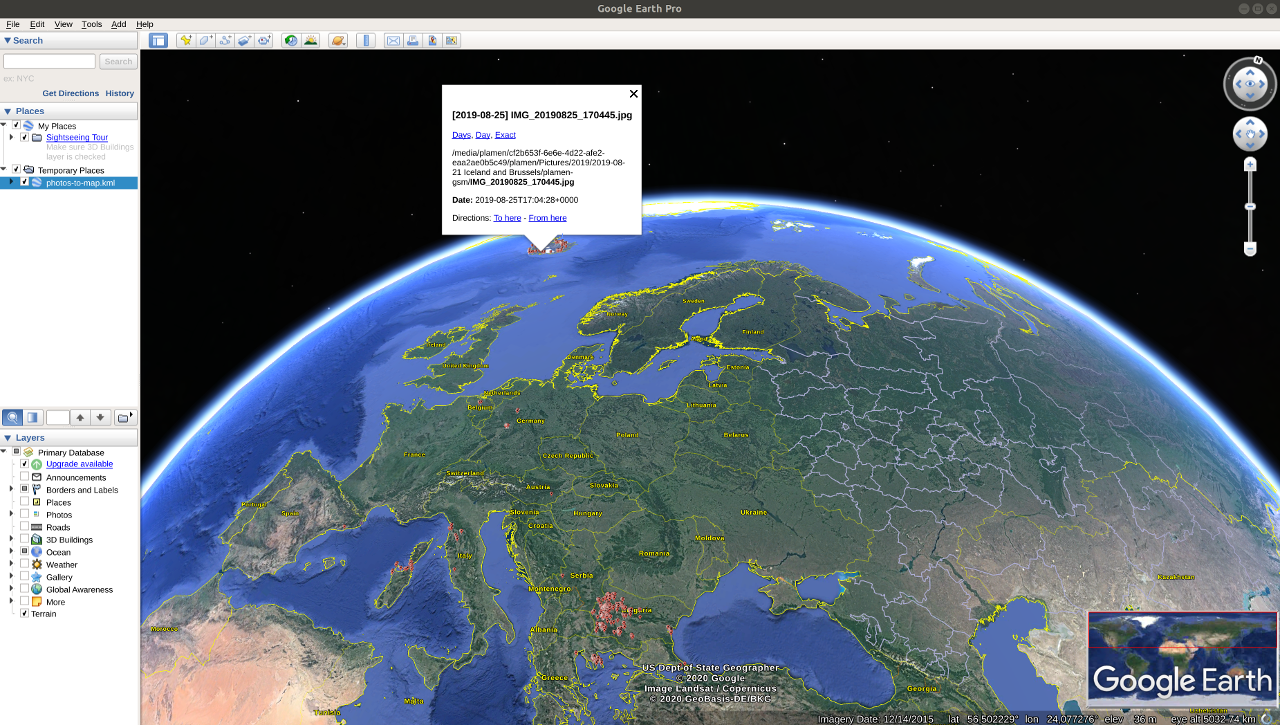 Google Earth Pro
File Edit View Tools Add Help
Search
Search
ex: NYC
Get Directions History
Places
My Places
Sightseeing Tour
Make sure 3D Buildings
layer is checked
Temporary Places
photos-to-map.kml
Layers
Primary Database
Upgrade available
Announcements
Borders and Labels
Places
Photos
Roads
3D Buildings
Ocean
Weather
Gallery
Global Awareness
More
Terrain
[2019-08-25] IMG_20190825_170445.jpg
Days, Day, Exact
/media/plamen/cf2b653f-6e6e-4d22-afe2-
eaa2ae0b5c49/plamen/Pictures/2019/2019-08-
21 Iceland and Brussels/plamen-
gsm/IMG_20190825_170445.jpg
Date: 2019-08-25T17:04:28+0000
Directions: To here - From here
N
Sweden
Norway
Finland
Ireland
Denmark
United Kingdom
Estonia
Latvia
Netherlands
Belgium
Lithuania
Germany
Poland
Belarus
France
Czech Republic
Switzerland
Austria
Slovakia
Portugal
Spain
Slovenia
Hungary
Ukraine
Croatia
Moldova
Italy
Romania
Serbia
Kazakhstan
Montenegro
Bulgaria
Morocco
Albania
Greece
Georgia
Malta
Tunisia
US Dept of State Geographer
© 2020 Google
Image Landsat / Copernicus
© 2020 GeoBasis-DE/BKG
Google Earth
Imagery Date: 12/14/2015 lat 56.502229° lon 24.077276° elev 36 m eye alt 5132.74 km